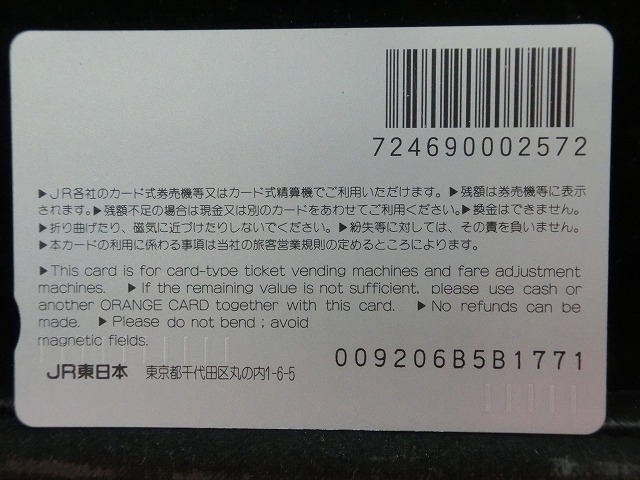 724690002572
▶JR各社のカード式券売機等又はカード式精算機でご利用いただけます。▶残額は券売機等に表示
されます。▶残額不足の場合は現金又は別のカードをあわせてご利用ください。▶換金はできません。
▶折り曲げたり、磁気に近づけたりしないでください。▶紛失等に対しては、その責を負いません。
▶本カードの利用に係わる事項は当社の旅客営業規則の定めるところによります。
▶This card is for card-type ticket vending machines and fare adjustment
machines. ▶If the remaining value is not sufficient, please use cash or
another ORANGE CARD together with this card. ▶No refunds can be
made. ▶Please do not bend ; avoid
magnetic fields.
009206B5B1771
JR東日本 東京都千代田区丸の内1-6-5